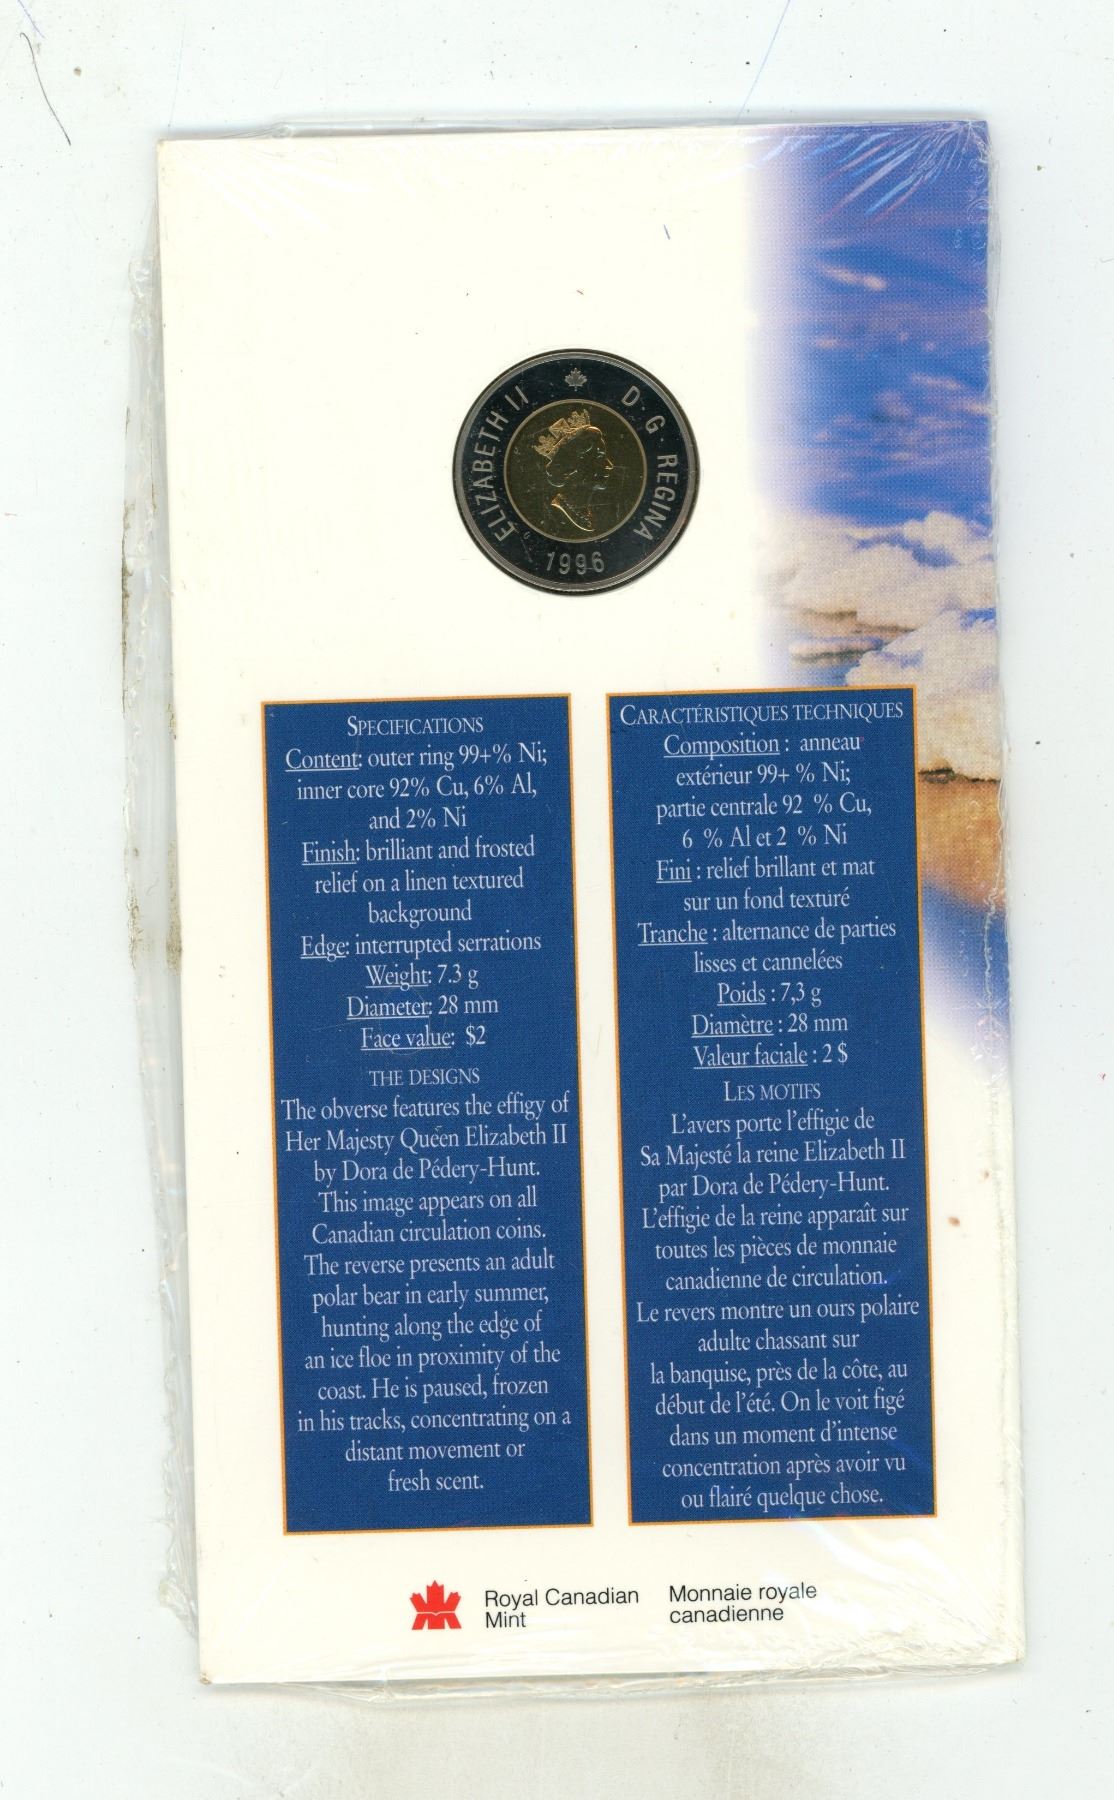 ELIZABETH II D·G·REGINA
1996
SPECIFICATIONS
Content: outer ring 99+% Ni;
inner core 92% Cu, 6% Al,
and 2% Ni
Finish: brilliant and frosted
relief on a linen textured
background
Edge: interrupted serrations
Weight: 7.3 g
Diameter: 28 mm
Face value: $2
THE DESIGNS
The obverse features the effigy of
Her Majesty Queen Elizabeth II
by Dora de Pédery-Hunt.
This image appears on all
Canadian circulation coins.
The reverse presents an adult
polar bear in early summer,
hunting along the edge of
an ice floe in proximity of the
coast. He is paused, frozen
in his tracks, concentrating on a
distant movement or
fresh scent.
CARACTÉRISTIQUES TECHNIQUES
Composition : anneau
extérieur 99+ % Ni;
partie centrale 92 % Cu,
6 % Al et 2 % Ni
Fini : relief brillant et mat
sur un fond texturé
Tranche : alternance de parties
lisses et cannelées
Poids : 7,3 g
Diamètre : 28 mm
Valeur faciale : 2 $
LES MOTIFS
L'avers porte l'effigie de
Sa Majesté la reine Elizabeth II
par Dora de Pédery-Hunt.
L'effigie de la reine apparaît sur
toutes les pièces de monnaie
canadienne de circulation.
Le revers montre un ours polaire
adulte chassant sur
la banquise, près de la côte, au
début de l'été. On le voit figé
dans un moment d'intense
concentration après avoir vu
ou flairé quelque chose.
Royal Canadian
Mint
Monnaie royale
canadienne